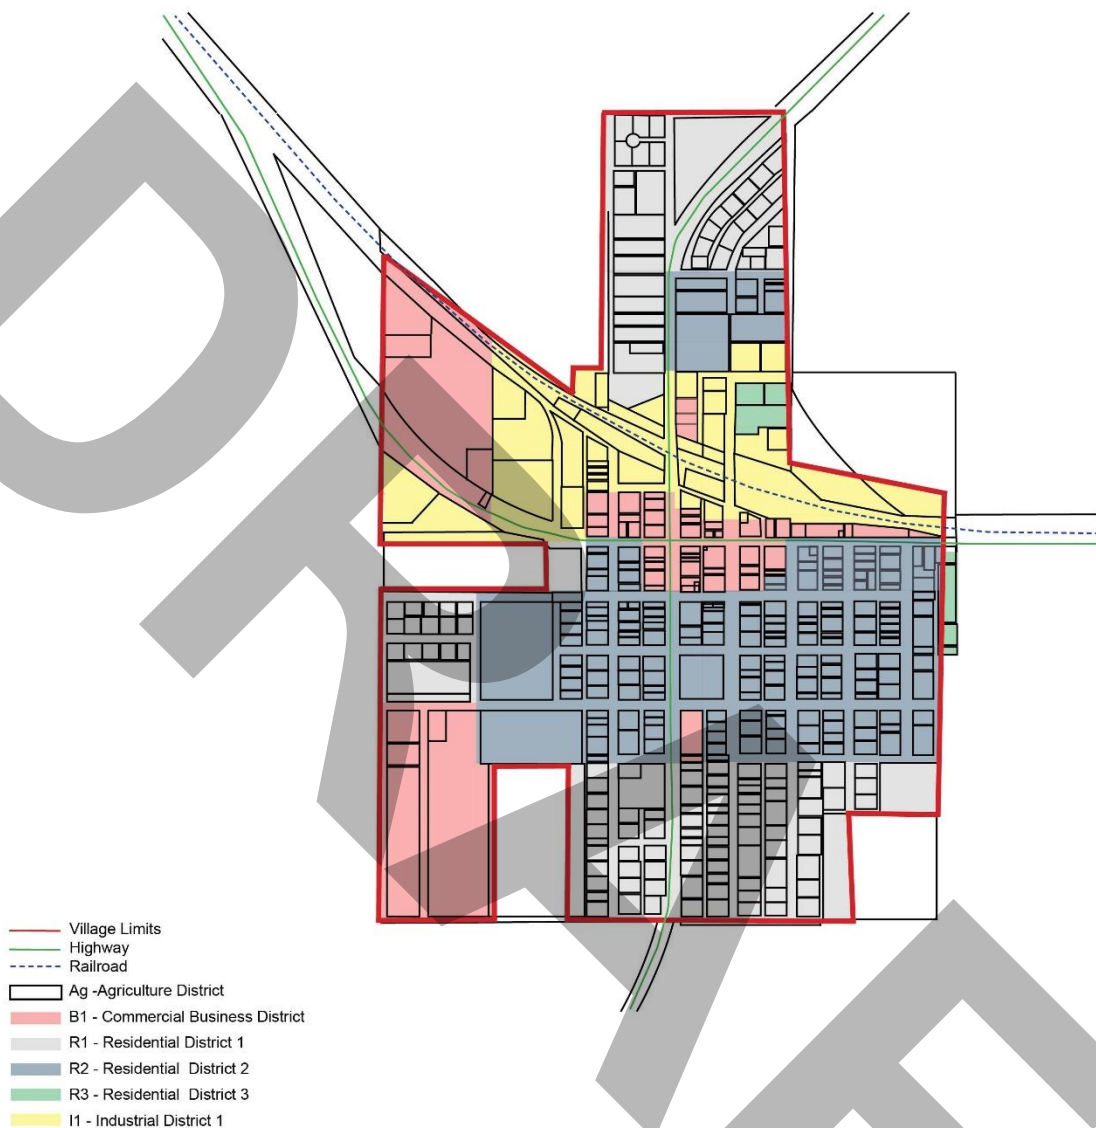 DRAF
Village Limits
Highway
Railroad
Ag -Agriculture District
B1 - Commercial Business District
R1 - Residential District 1
R2 - Residential District 2
R3 - Residential District 3
I1 - Industrial District 1